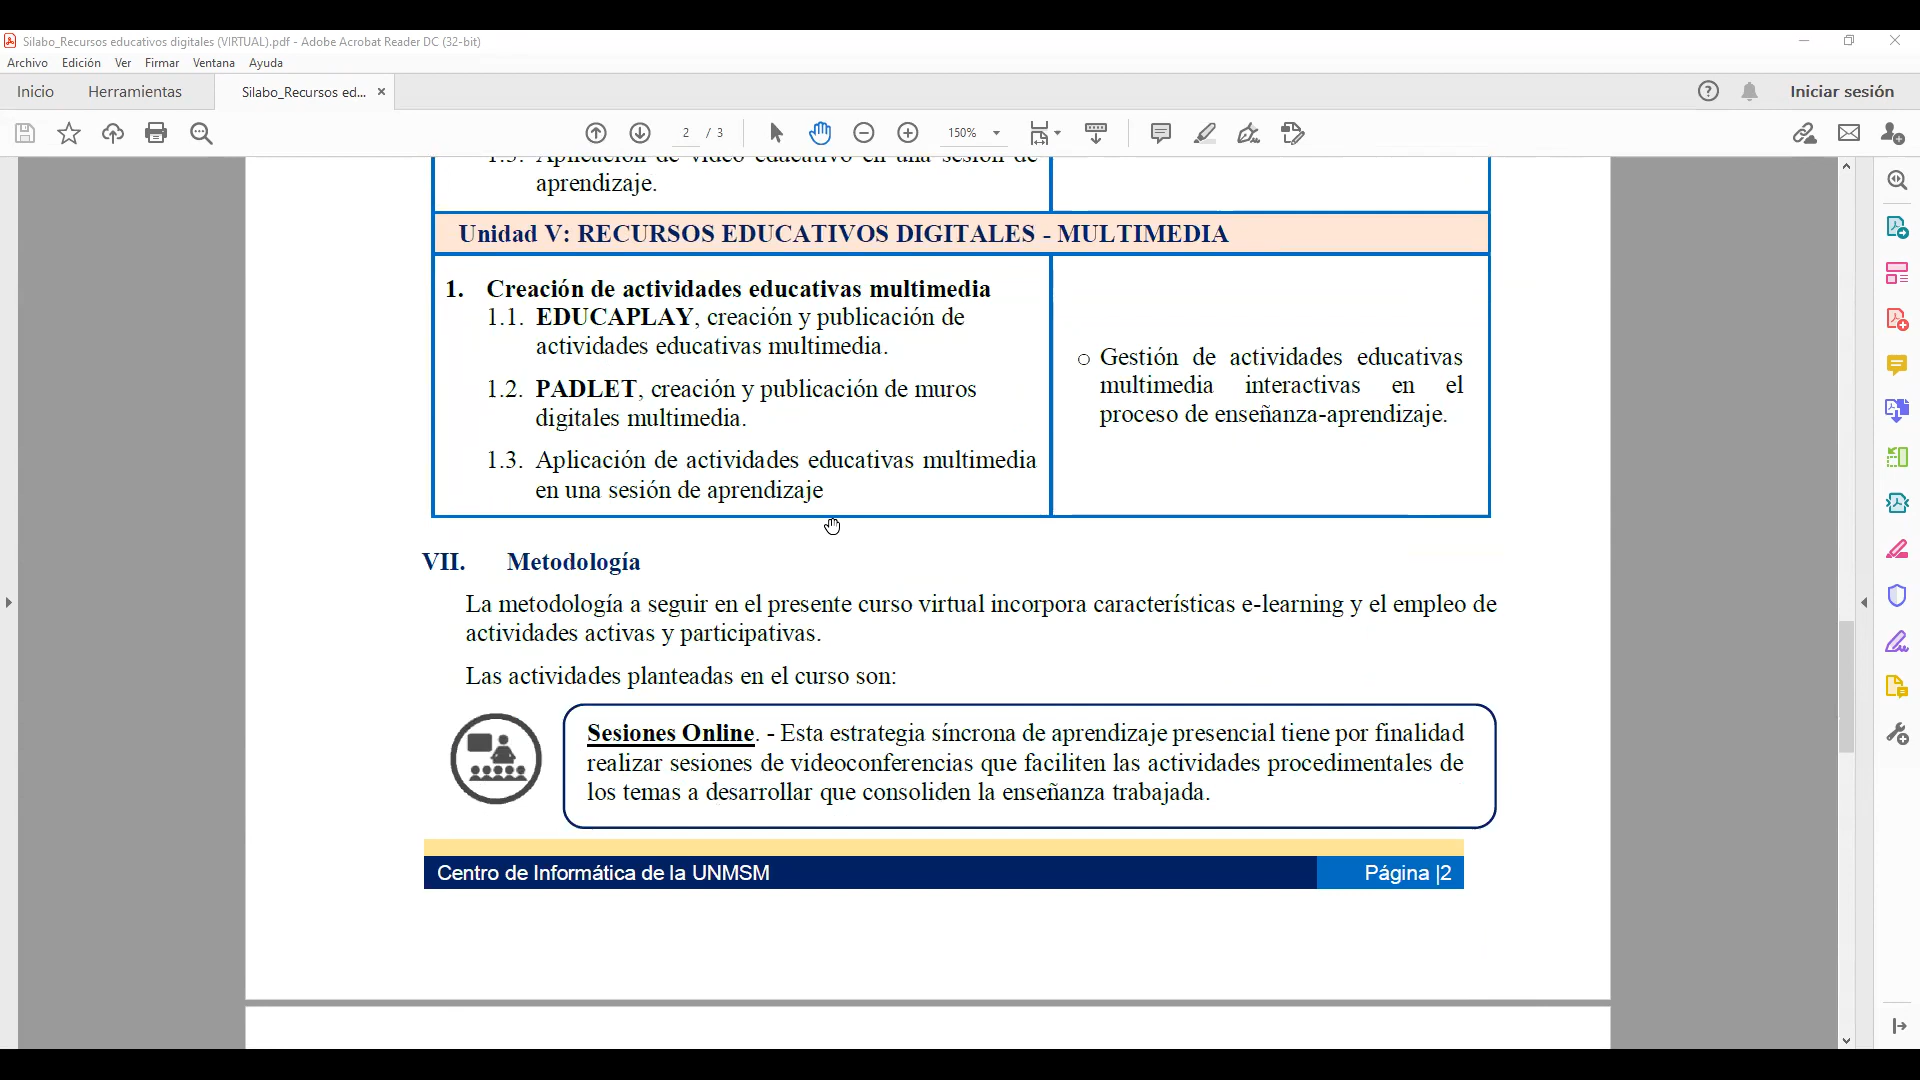 Silabo_Recursos educativos digitales (VIRTUAL).pdf - Adobe Acrobat Reader DC (32-bit)
Archivo Edición Ver Firmar Ventana Ayuda
Inicio Herramientas Silabo_Recursos ed... × Iniciar sesión
2 / 3 150%
1.3. Aplicación de video educativo en una sesión de
aprendizaje.
Unidad V: RECURSOS EDUCATIVOS DIGITALES - MULTIMEDIA
1. Creación de actividades educativas multimedia
1.1. EDUCAPLAY, creación y publicación de
actividades educativas multimedia.
1.2. PADLET, creación y publicación de muros
digitales multimedia.
1.3. Aplicación de actividades educativas multimedia
en una sesión de aprendizaje
○ Gestión de actividades educativas
multimedia interactivas en el
proceso de enseñanza-aprendizaje.
VII. Metodología
La metodología a seguir en el presente curso virtual incorpora características e-learning y el empleo de
actividades activas y participativas.
Las actividades planteadas en el curso son:
Sesiones Online. - Esta estrategia síncrona de aprendizaje presencial tiene por finalidad
realizar sesiones de videoconferencias que faciliten las actividades procedimentales de
los temas a desarrollar que consoliden la enseñanza trabajada.
Centro de Informática de la UNMSM Página |2